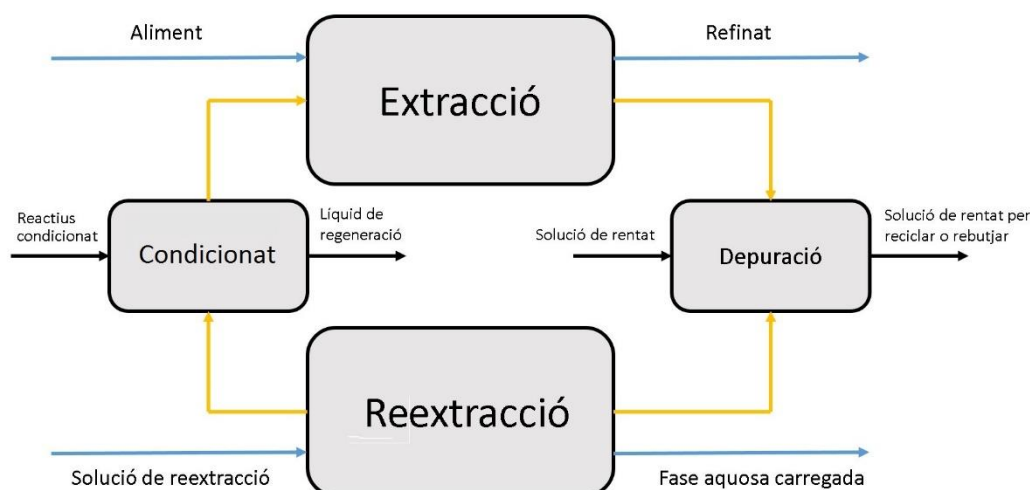 Aliment
Refinat
Extracció
Reactius
condicionat
Condicionat
Líquid de
regeneració
Solució de rentat
Depuració
Solució de rentat per
reciclar o rebutjar
Reextracció
Solució de reextracció
Fase aquosa carregada